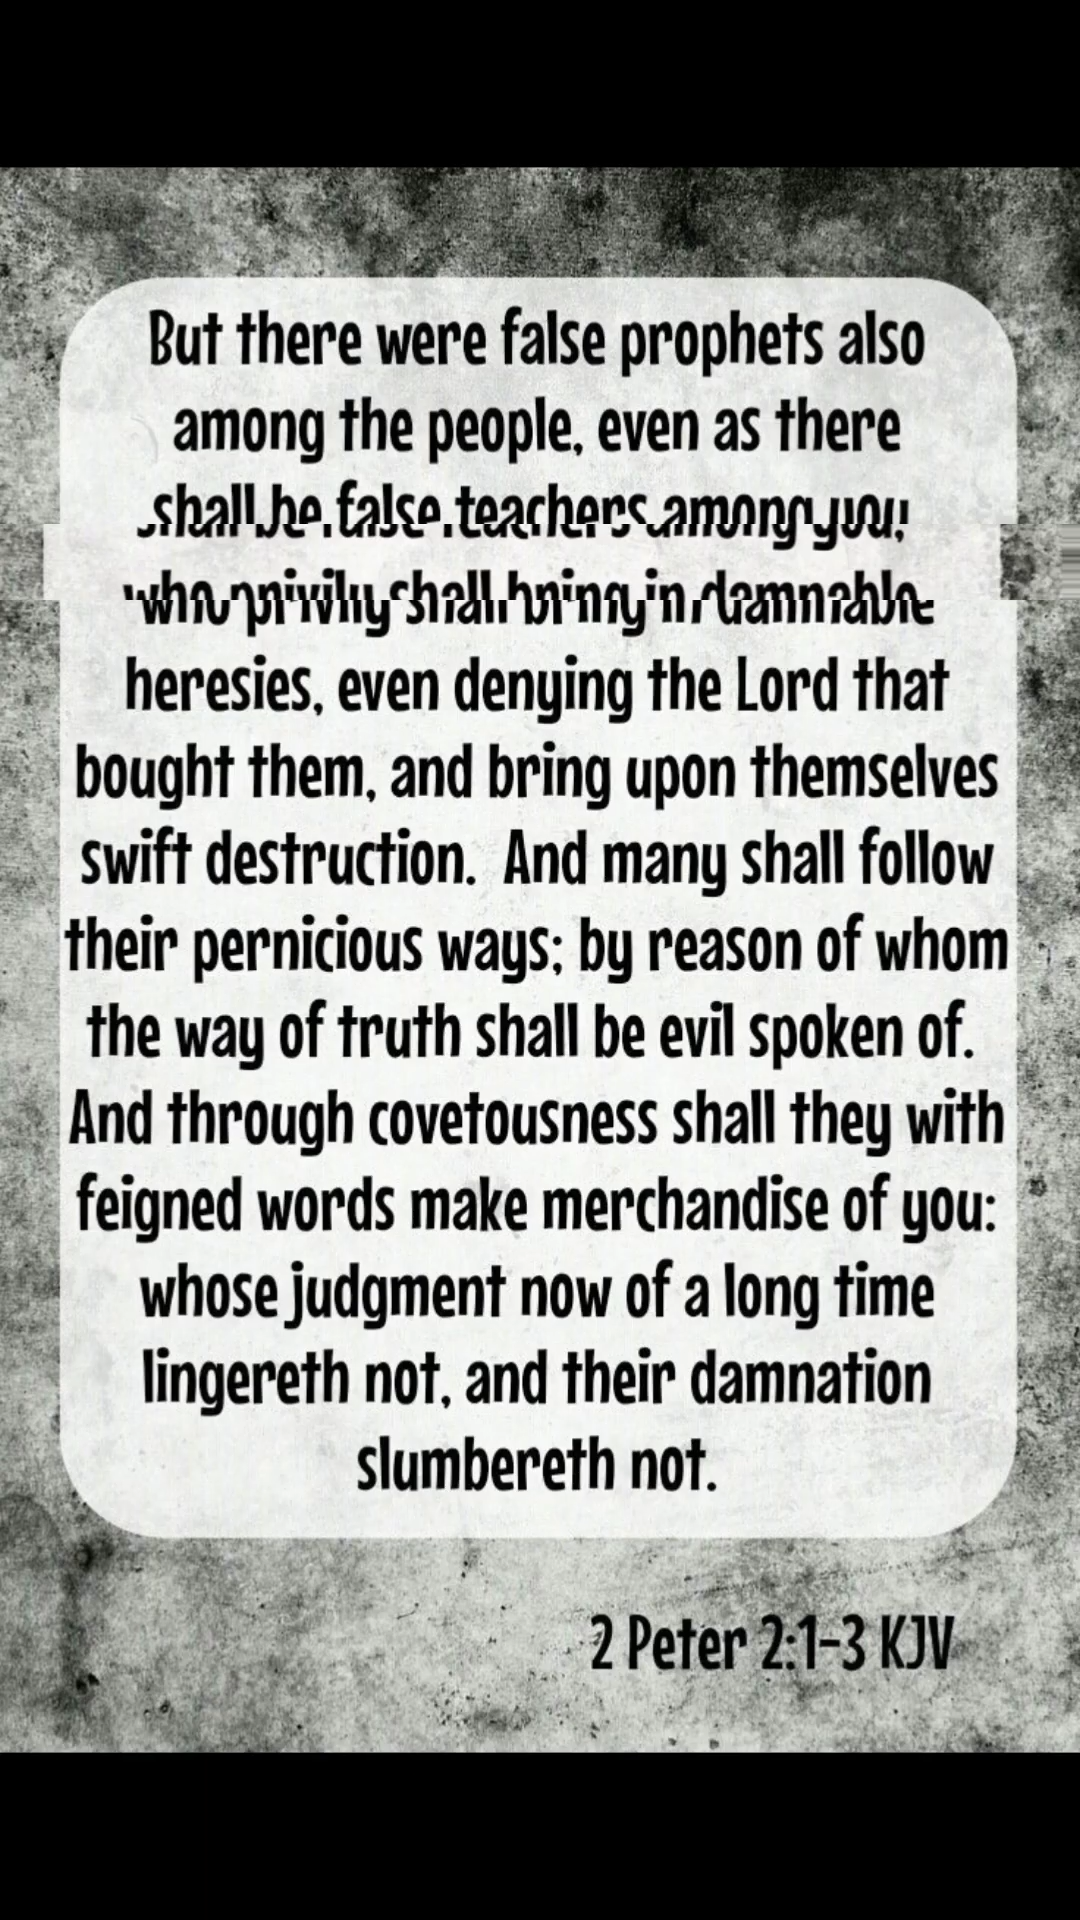 But there were false prophets also
among the people, even as there
shall be false teachers among you,
who privily shall bring in damnable
heresies, even denying the Lord that
bought them, and bring upon themselves
swift destruction. And many shall follow
their pernicious ways; by reason of whom
the way of truth shall be evil spoken of.
And through covetousness shall they with
feigned words make merchandise of you:
whose judgment now of a long time
lingereth not, and their damnation
slumbereth not.
2 Peter 2:1-3 KJV